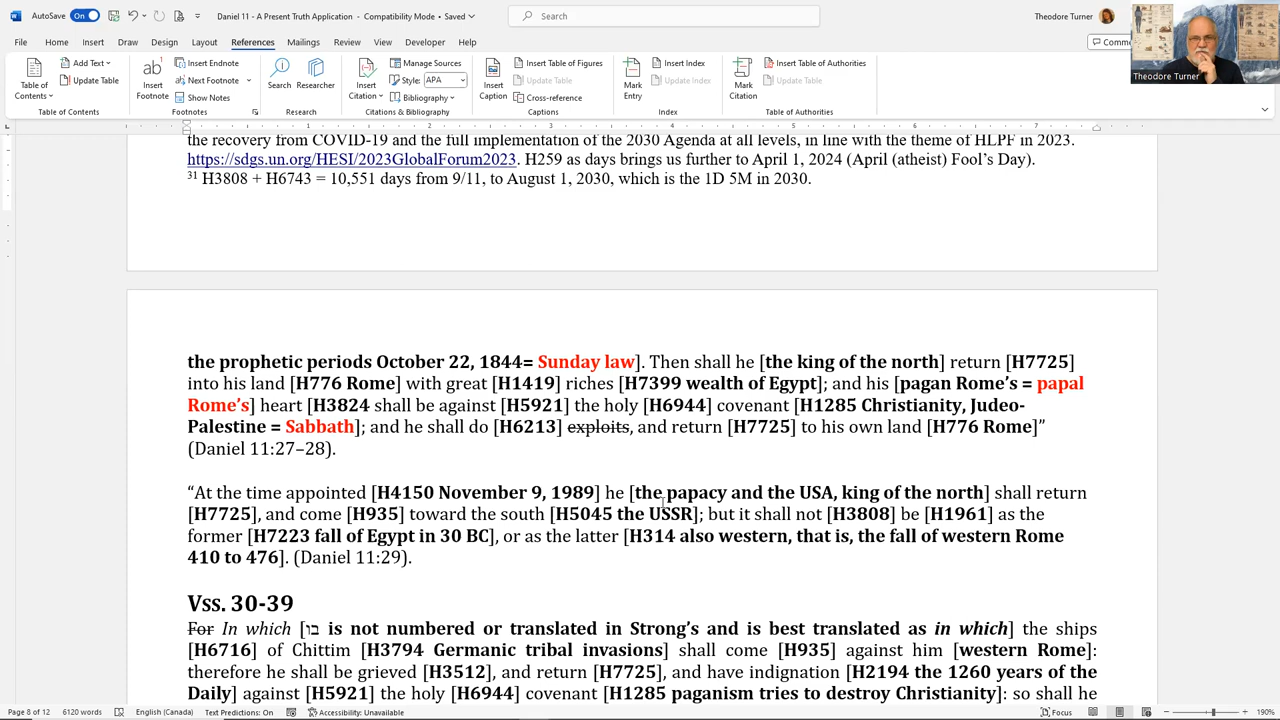 AutoSave On Daniel 11 - A Present Truth Application - Compatibility Mode • Saved Search Theodore Turner
File Home Insert Draw Design Layout References Mailings Review View Developer Help
Table of Contents Add Text Update Table Insert Footnote Insert Endnote Next Footnote Show Notes Search Researcher Insert Citation Manage Sources Style: APA Bibliography Insert Caption Insert Table of Figures Update Table Cross-reference Mark Entry Insert Index Update Index Mark Citation Insert Table of Authorities Update Table
Table of Contents Footnotes Research Citations & Bibliography Captions Index Table of Authorities
Theodore Turner
the recovery from COVID-19 and the full implementation of the 2030 Agenda at all levels, in line with the theme of HLPF in 2023.
https://sdgs.un.org/HESI/2023GlobalForum2023. H259 as days brings us further to April 1, 2024 (April (atheist) Fool's Day).
31 H3808 + H6743 = 10,551 days from 9/11, to August 1, 2030, which is the 1D 5M in 2030.
the prophetic periods October 22, 1844= Sunday law]. Then shall he [the king of the north] return [H7725]
into his land [H776 Rome] with great [H1419] riches [H7399 wealth of Egypt]; and his [pagan Rome's = papal
Rome's] heart [H3824 shall be against [H5921] the holy [H6944] covenant [H1285 Christianity, Judeo-
Palestine = Sabbath]; and he shall do [H6213] exploits, and return [H7725] to his own land [H776 Rome]”
(Daniel 11:27–28).
“At the time appointed [H4150 November 9, 1989] he [the papacy and the USA, king of the north] shall return
[H7725], and come [H935] toward the south [H5045 the USSR]; but it shall not [H3808] be [H1961] as the
former [H7223 fall of Egypt in 30 BC], or as the latter [H314 also western, that is, the fall of western Rome
410 to 476]. (Daniel 11:29).
Vss. 30-39
For In which [בו is not numbered or translated in Strong's and is best translated as in which] the ships
[H6716] of Chittim [H3794 Germanic tribal invasions] shall come [H935] against him [western Rome]:
therefore he shall be grieved [H3512], and return [H7725], and have indignation [H2194 the 1260 years of the
Daily] against [H5921] the holy [H6944] covenant [H1285 paganism tries to destroy Christianity]: so shall he
Page 8 of 12 6120 words English (Canada) Text Predictions: On Accessibility: Unavailable Focus 190%